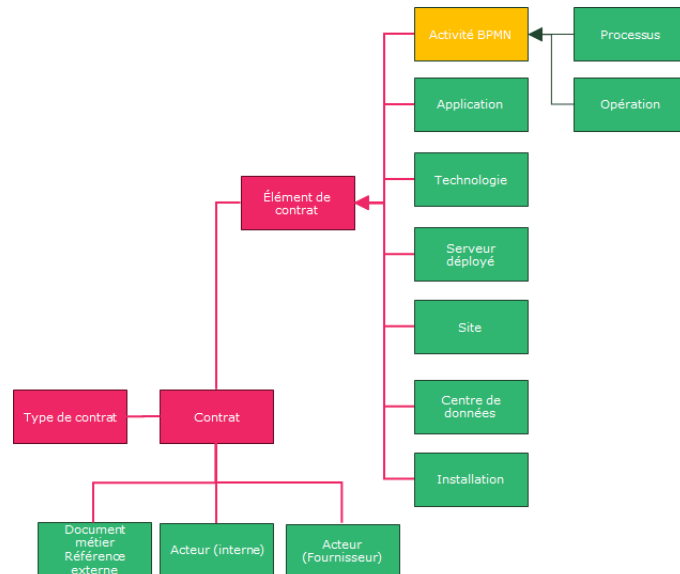 Activité BPMN
Processus
Application
Opération
Technologie
Élément de
contrat
Serveur
déployé
Site
Type de contrat
Contrat
Centre de
données
Installation
Document
métier
Référence
externe
Acteur (interne)
Acteur
(Fournisseur)